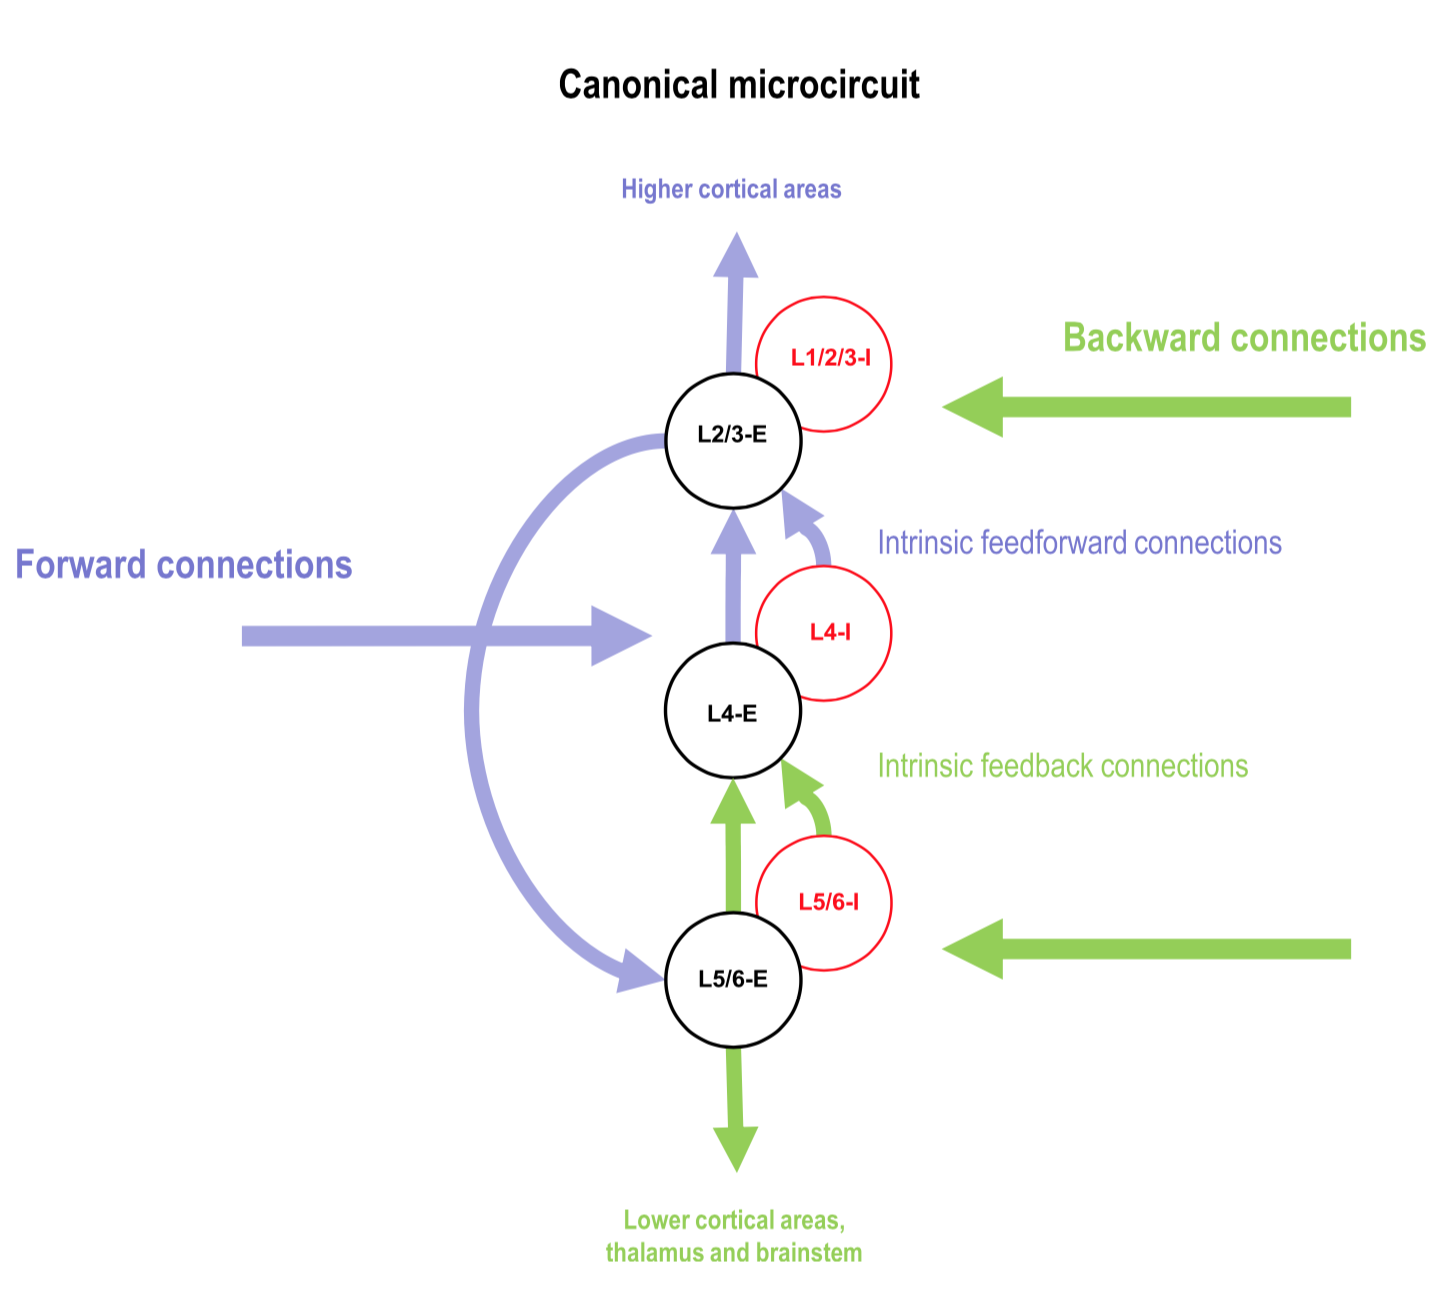 Canonical microcircuit
Higher cortical areas
L1/2/3-I
Backward connections
L2/3-E
Intrinsic feedforward connections
Forward connections
L4-I
L4-E
Intrinsic feedback connections
L5/6-I
L5/6-E
Lower cortical areas,
thalamus and brainstem